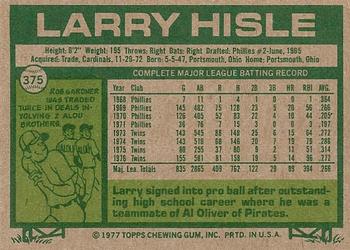 LARRY HISLE
375
Height: 6'2" Weight: 195 Throws: Right Bats: Right Drafted: Phillies #2-June, 1965
Acquired: Trade, Cardinals, 11-29-72 Born: 5-5-47, Portsmouth, Ohio Home: Portsmouth, Ohio
ROB GARDNER
WAS TRADED
TWICE IN DEALS IN-
VOLVING 2 ALOU
BROTHERS.
COMPLETE MAJOR LEAGUE BATTING RECORD
Year Club G AB R H 2B 3B HR RBI AVG.
1968 Phillies 7 11 1 4 1 0 0 1 .364
1969 Phillies 145 482 75 128 23 5 20 56 .266
1970 Phillies 126 405 52 83 22 4 10 44 .205
1971 Phillies 36 76 7 15 3 0 0 3 .197
1973 Twins 143 545 88 148 25 6 15 64 .272
1974 Twins 143 510 68 146 20 7 19 79 .286
1975 Twins 80 255 37 80 9 2 11 51 .314
1976 Twins 155 581 81 158 19 5 14 96 .272
Maj. Lea. Totals 835 2865 409 762 122 29 89 394 .266
Larry signed into pro ball after outstand-
ing high school career where he was a
teammate of Al Oliver of Pirates.
© 1977 TOPPS CHEWING GUM, INC. PRTD. IN U.S.A.